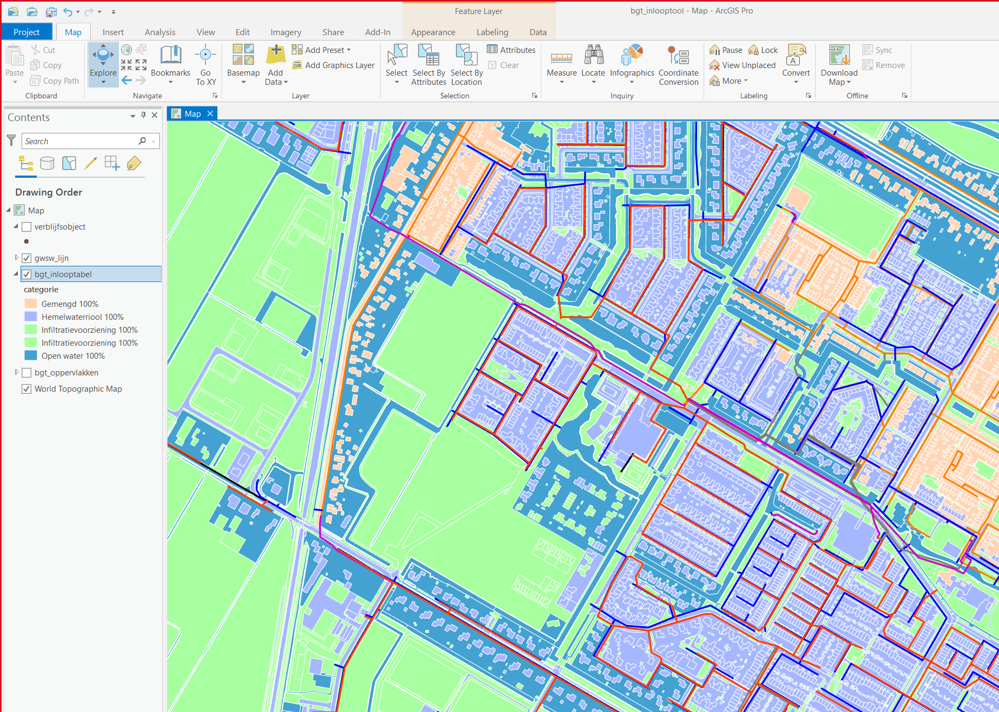 Feature Layer
bgt_inlooptool - Map - ArcGIS Pro
Project
Map
Insert
Analysis
View
Edit
Imagery
Share
Add-In
Appearance
Labeling
Data
Paste
Cut
Copy
Copy Path
Clipboard
Explore
Bookmarks
Go
To XY
Navigate
Basemap
Add
Data
Add Preset
Add Graphics Layer
Layer
Select
Select By
Attributes
Select By
Location
Attributes
Clear
Selection
Measure
Locate
Infographics
Coordinate
Conversion
Inquiry
Pause
Lock
View Unplaced
More
Convert
Labeling
Download
Map
Sync
Remove
Offline
Contents
Search
Drawing Order
Map
verblijfsobject
gwsw_lijn
bgt_inlooptabel
categorie
Gemengd 100%
Hemelwaterriool 100%
Infiltratievoorziening 100%
Infiltratievoorziening 100%
Open water 100%
bgt_oppervlakken
World Topographic Map
Map